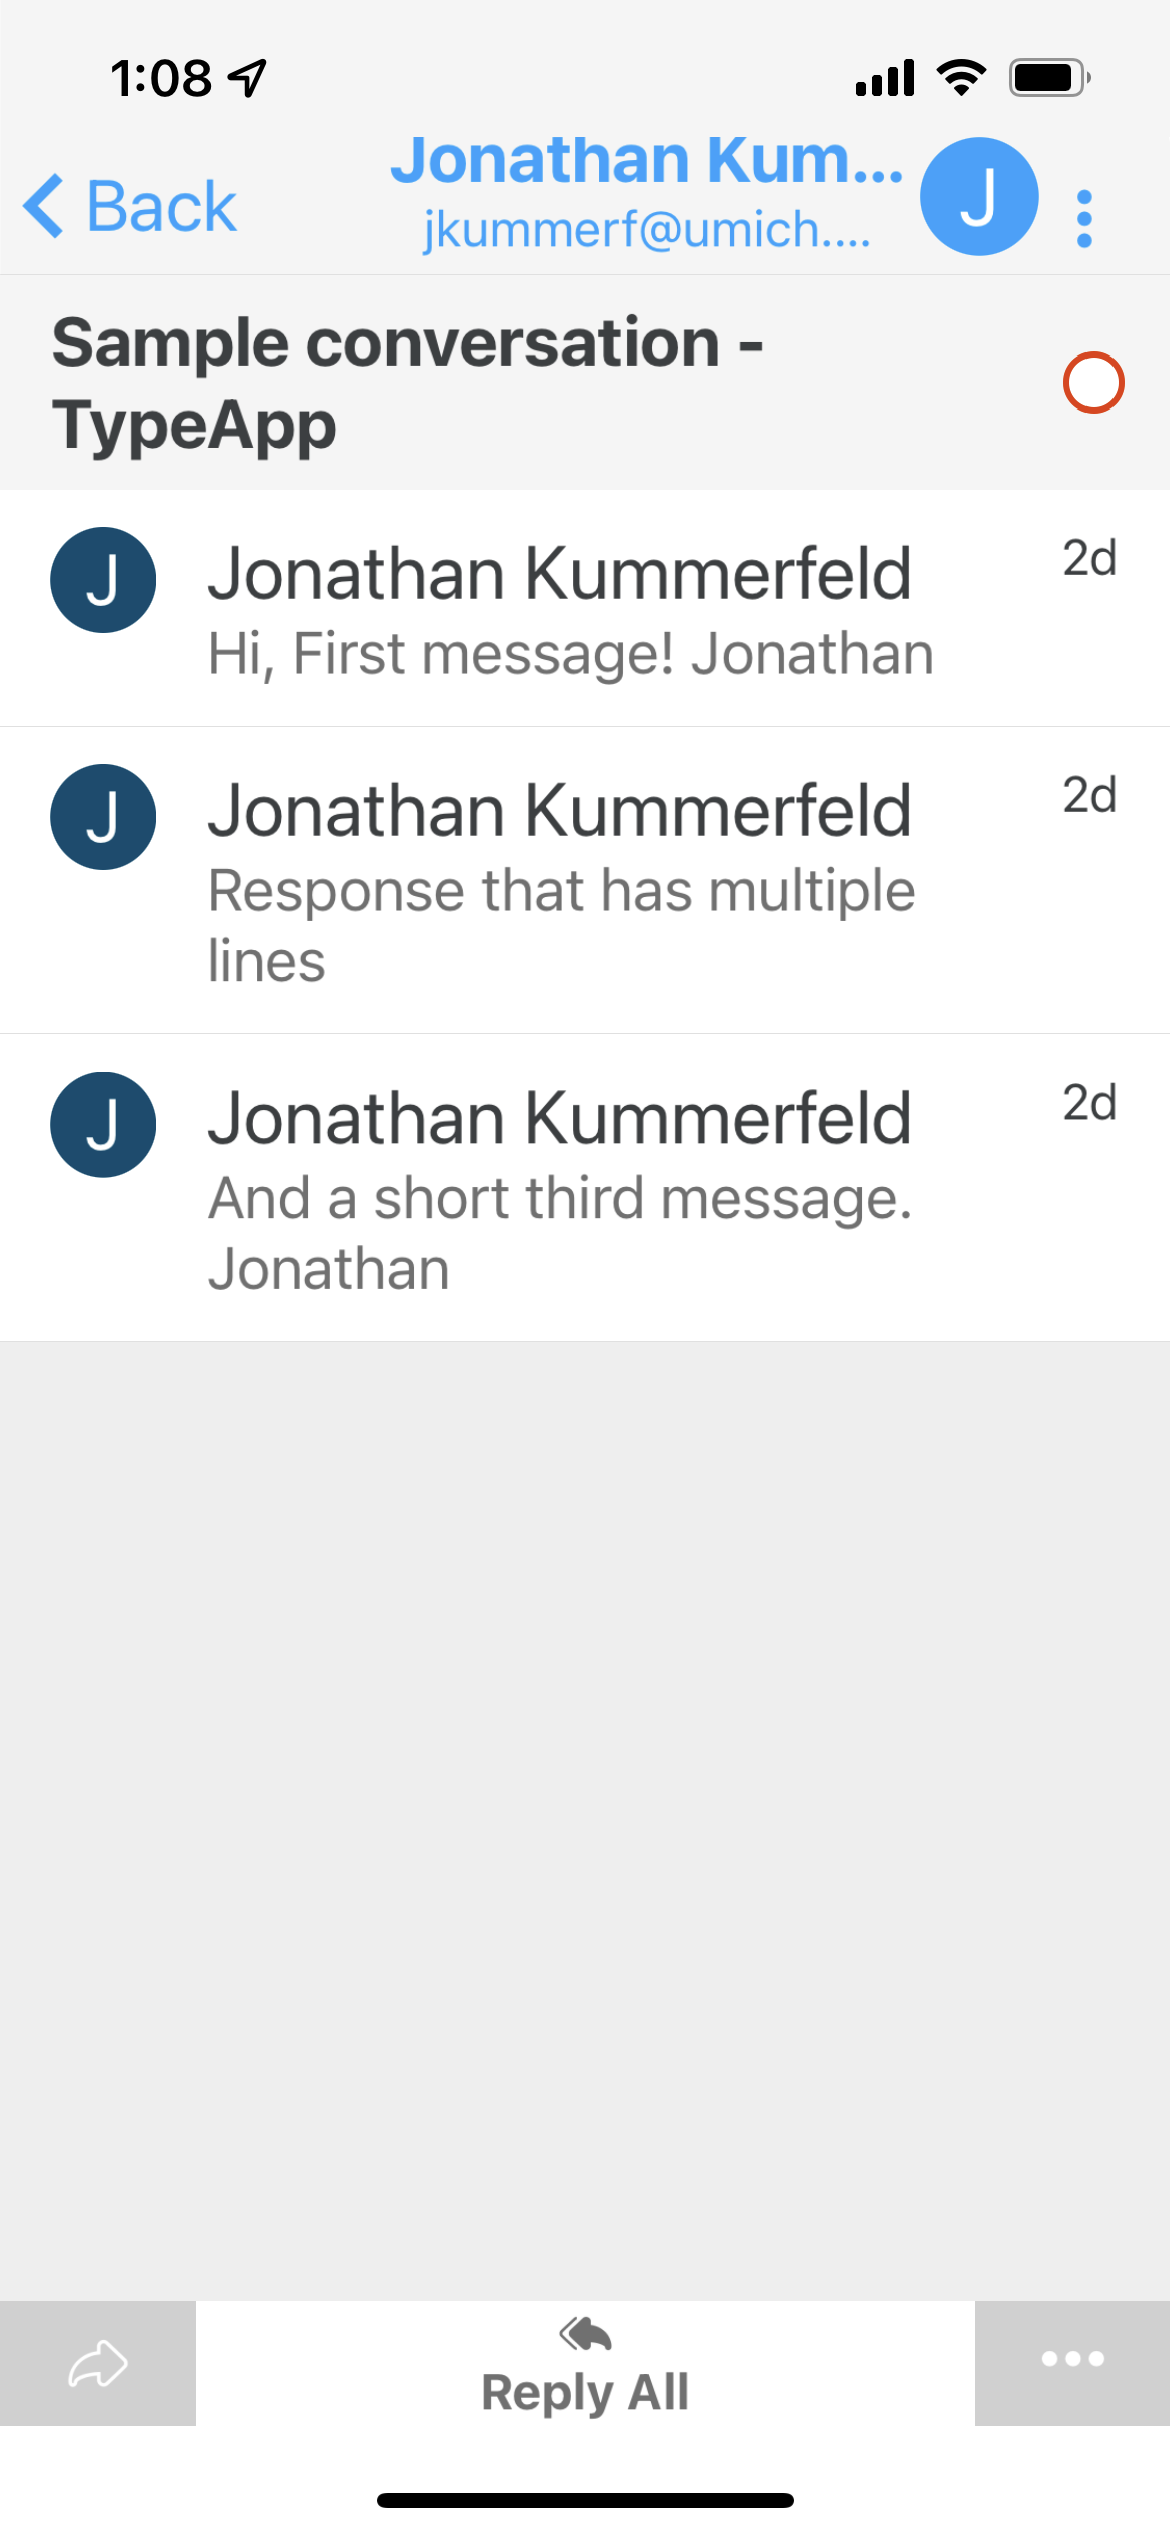 1:08
Back
Jonathan Kum...
jkummerf@umich....
J
Sample conversation -
TypeApp
J
Jonathan Kummerfeld
2d
Hi, First message! Jonathan
J
Jonathan Kummerfeld
2d
Response that has multiple
lines
J
Jonathan Kummerfeld
2d
And a short third message.
Jonathan
Reply All